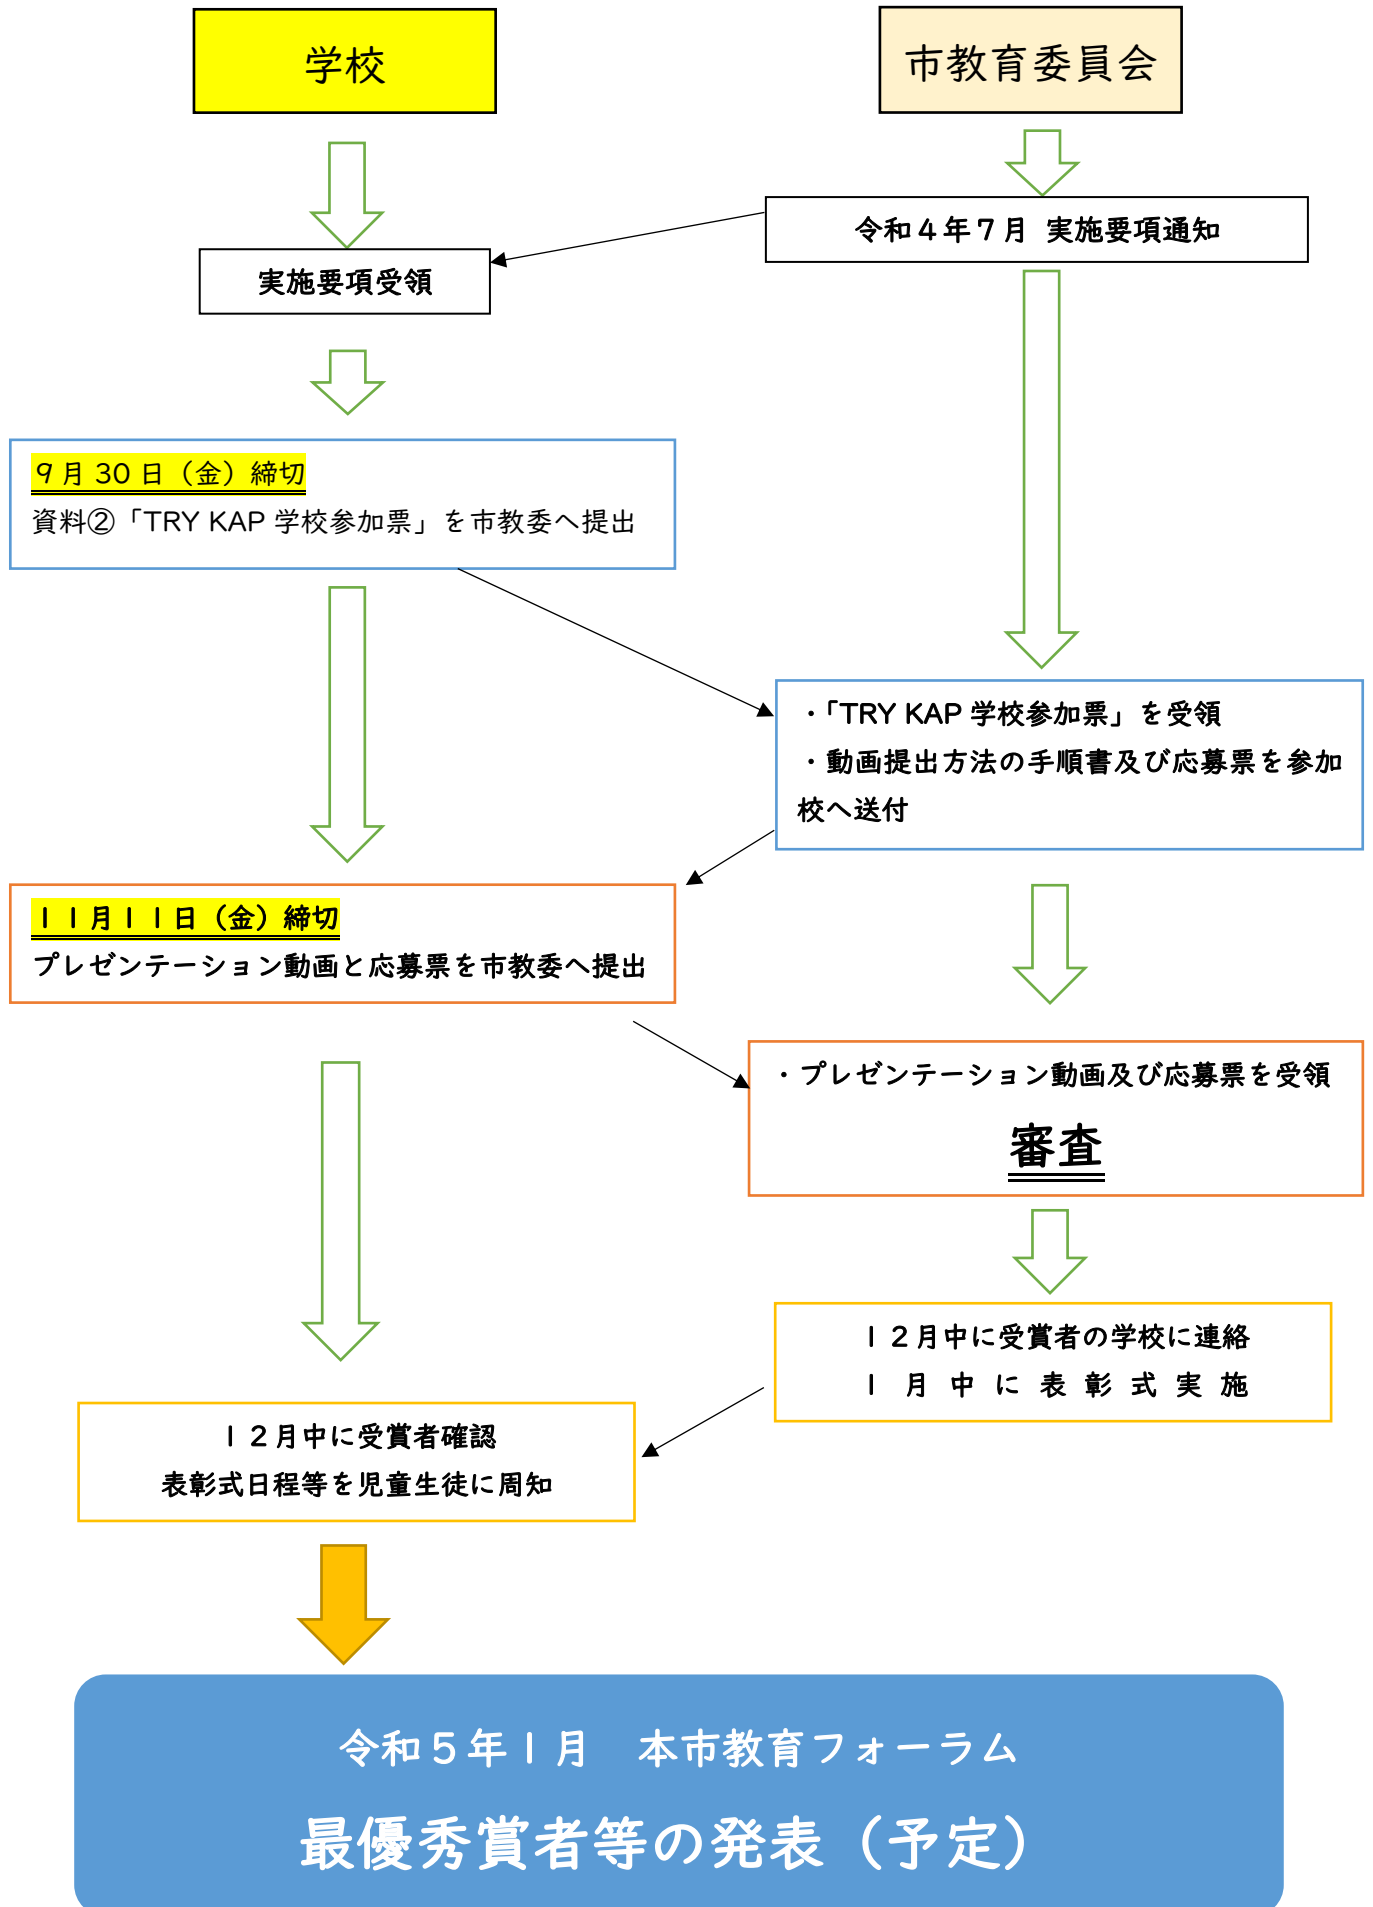 学校
市教育委員会
令和４年７月 実施要項通知
実施要項受領
９月 30 日（金）締切
資料②「TRY KAP 学校参加票」を市教委へ提出
・「TRY KAP 学校参加票」を受領
・動画提出方法の手順書及び応募票を参加
校へ送付
１１月１１日（金）締切
プレゼンテーション動画と応募票を市教委へ提出
・プレゼンテーション動画及び応募票を受領
審査
１２月中に受賞者の学校に連絡
１月中に表彰式実施
１２月中に受賞者確認
表彰式日程等を児童生徒に周知
令和５年１月　本市教育フォーラム
最優秀賞者等の発表（予定）